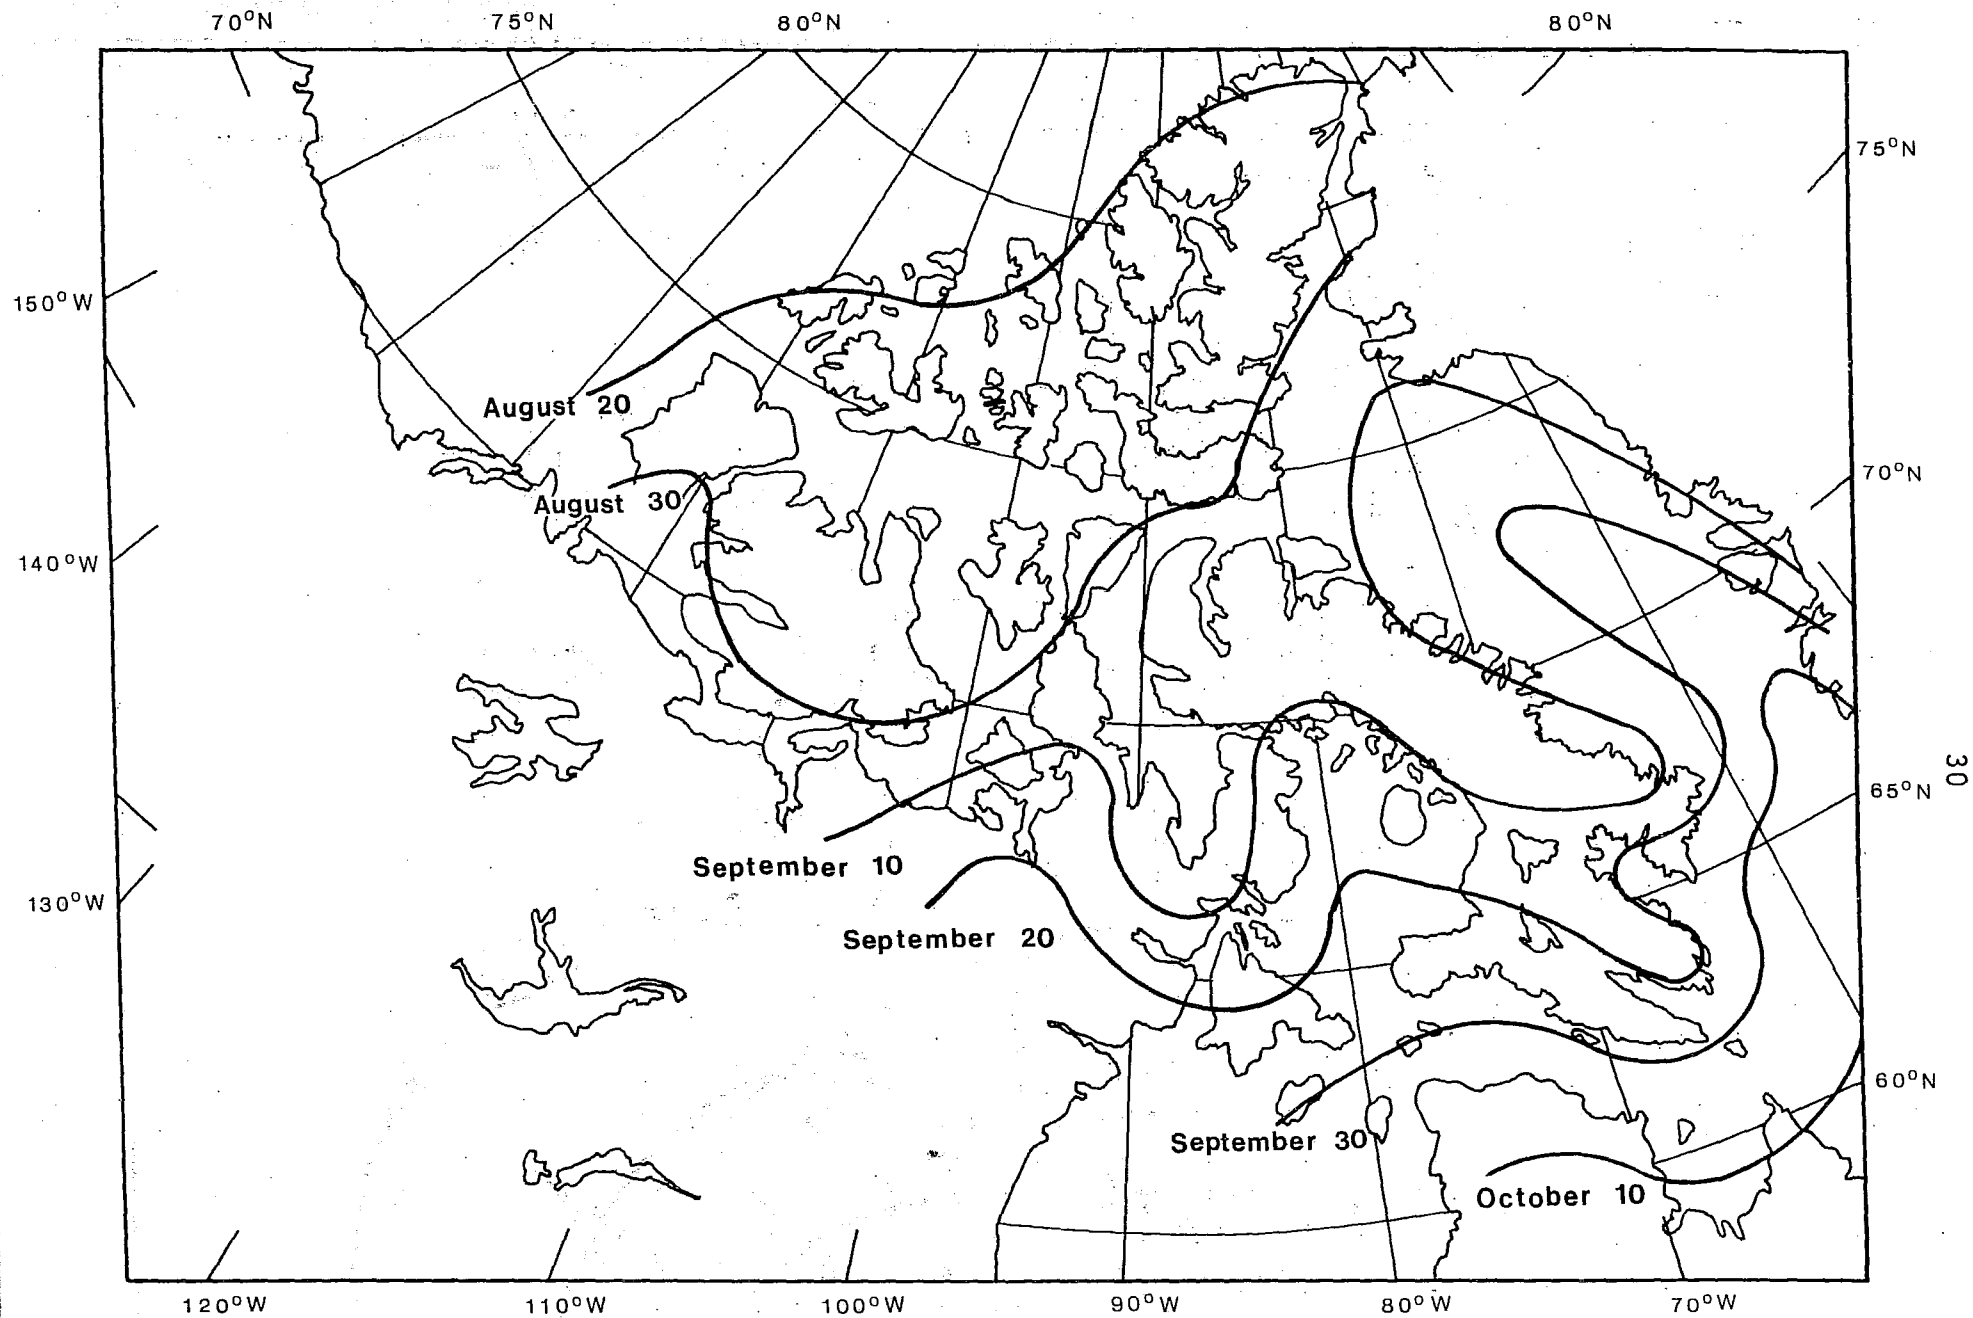 70°N 75°N 80°N 80°N
75°N
150°W
August 20
70°N
August 30
140°W
30
65°N
September 10
130°W
September 20
60°N
September 30
October 10
120°W 110°W 100°W 90°W 80°W 70°W